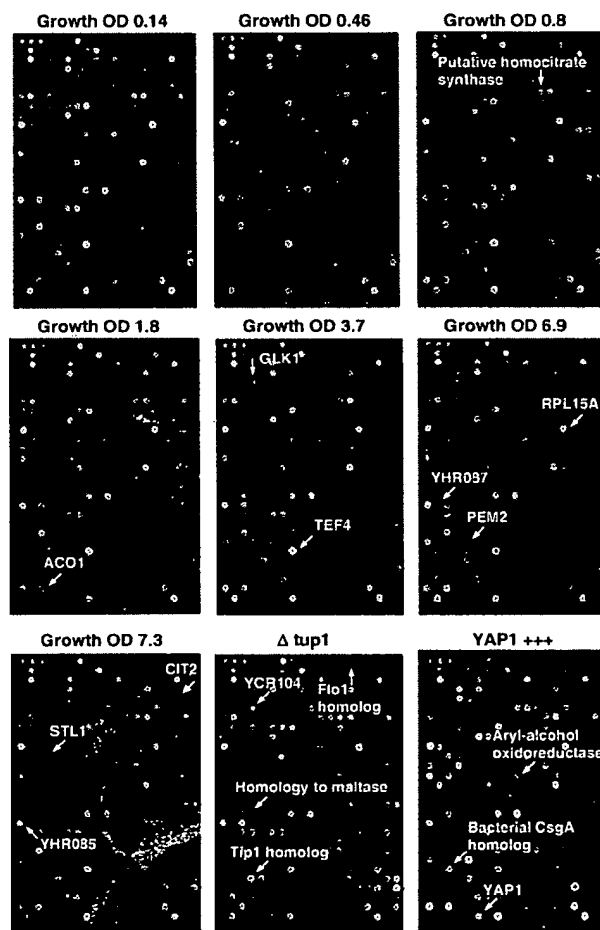 Growth OD 0.14
Growth OD 0.46
Growth OD 0.8
Putative homocitrate
synthase
Growth OD 1.8
Growth OD 3.7
Growth OD 6.9
GLK1
RPL15A
YHR087
PEM2
TEF4
ACO1
Growth OD 7.3
Δ tup1
YAP1 +++
CIT2
YCR104
Flo1
homolog
STL1
Aryl-alcohol
oxidoreductase
Homology to maltase
YHR085
Bacterial CsgA
homolog
Tip1 homolog
YAP1